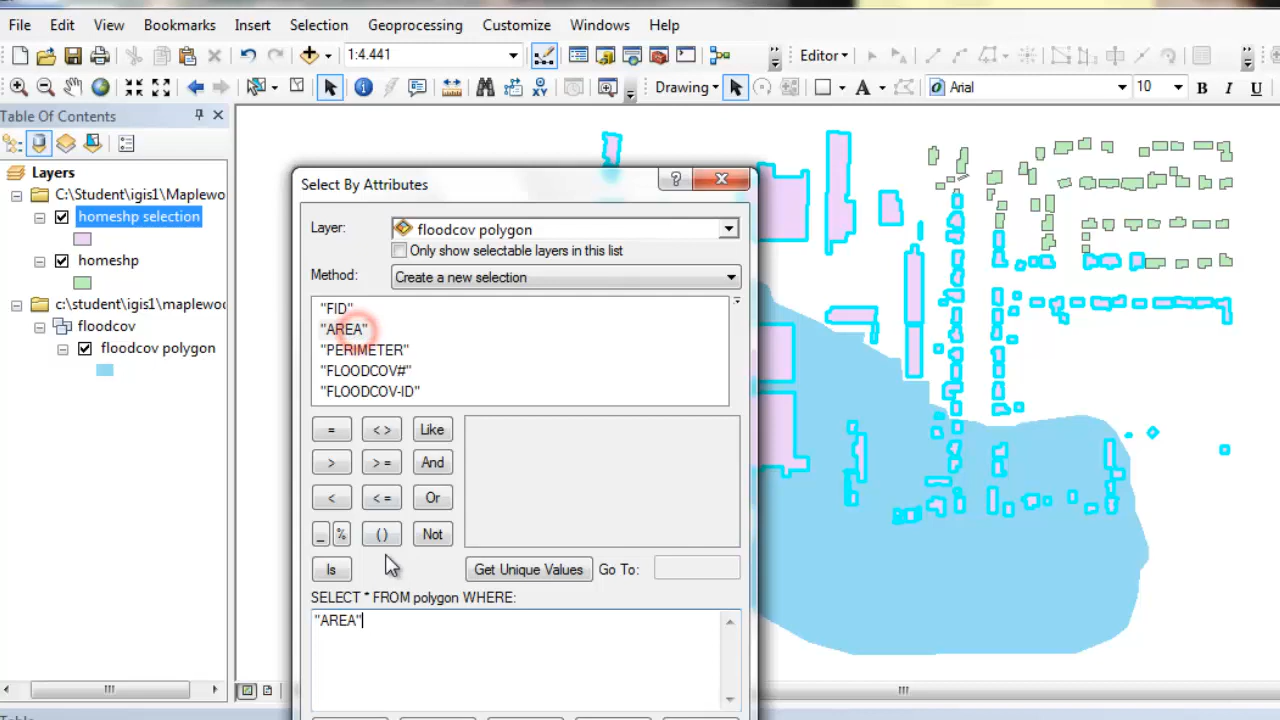 File Edit View Bookmarks Insert Selection Geoprocessing Customize Windows Help
1:4.441 Editor
Drawing A Arial 10 B I U
Table Of Contents
Layers
C:\Student\igis1\Maplewo
homeshp selection
homeshp
c:\student\igis1\maplewo
floodcov
floodcov polygon
Select By Attributes
Layer: floodcov polygon
Only show selectable layers in this list
Method: Create a new selection
"FID"
"AREA"
"PERIMETER"
"FLOODCOV#"
"FLOODCOV-ID"
= < > Like
> > = And
< < = Or
_ % ( ) Not
Is Get Unique Values Go To:
SELECT * FROM polygon WHERE:
"AREA"